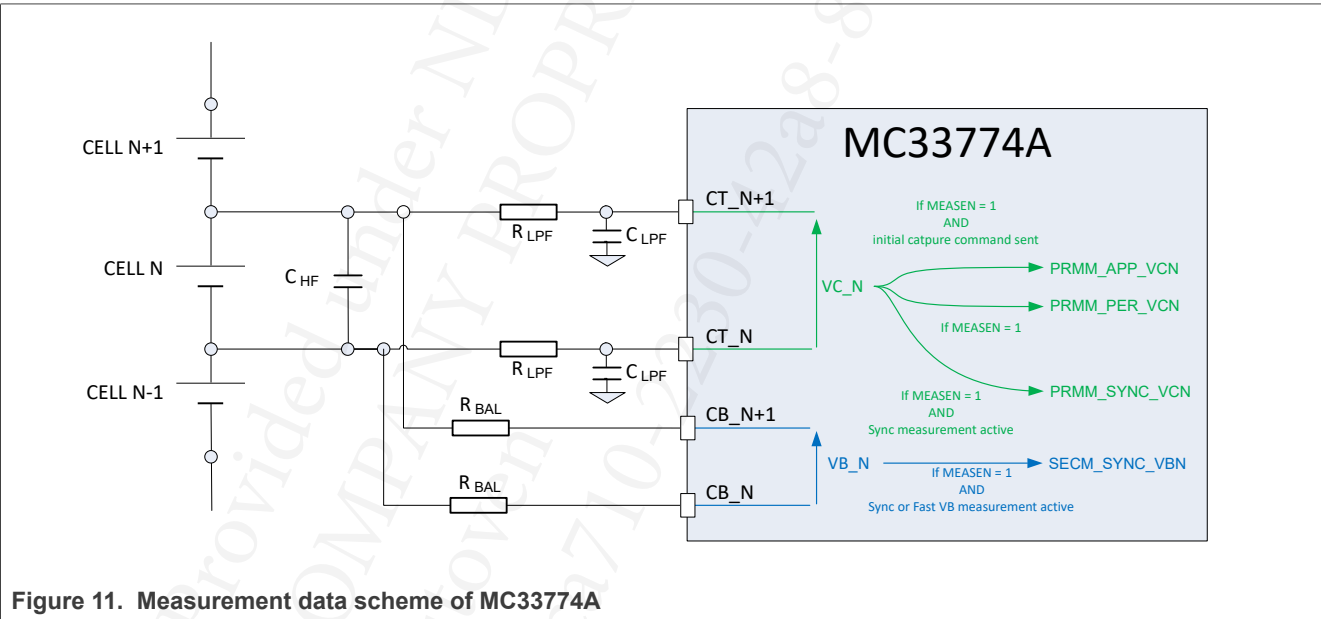 MC33774A
CELL N+1
CT_N+1
If MEASEN = 1
AND
initial catpure command sent
R LPF
C LPF
CELL N
C HF
VC_N
PRMM_APP_VCN
PRMM_PER_VCN
If MEASEN = 1
CT_N
R LPF
C LPF
CELL N-1
PRMM_SYNC_VCN
If MEASEN = 1
AND
Sync measurement active
R BAL
CB_N+1
VB_N
SECM_SYNC_VBN
If MEASEN = 1
AND
Sync or Fast VB measurement active
R BAL
CB_N
Provided under
COMPANY
Figure 11. Measurement data scheme of MC33774A